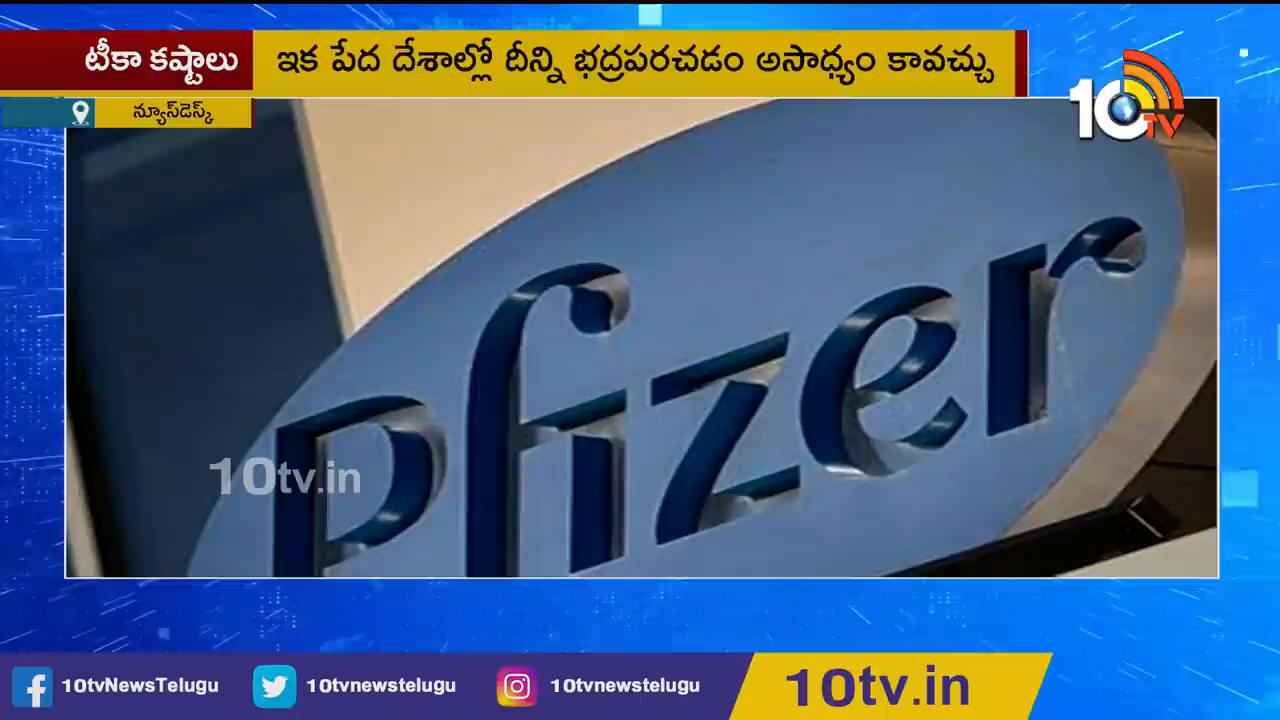 టీకా కష్టాలు
ఇక పేద దేశాల్లో దీన్ని భద్రపరచడం అసాధ్యం కావచ్చు
న్యూస్‌డెస్క్
10TV
Pfizer
10tv.in
10tvNewsTelugu
10tvnewstelugu
10tvnewstelugu
10tv.in